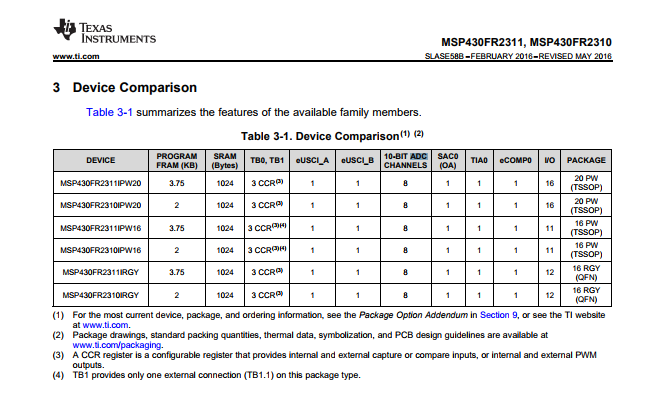 TEXAS
INSTRUMENTS
www.ti.com
MSP430FR2311, MSP430FR2310
SLASE58B – FEBRUARY 2016 – REVISED MAY 2016
3 Device Comparison
Table 3-1 summarizes the features of the available family members.
Table 3-1. Device Comparison(1) (2)
DEVICE PROGRAM FRAM (KB) SRAM (Bytes) TB0, TB1 eUSCI_A eUSCI_B 10-BIT ADC CHANNELS SAC0 (OA) TIA0 eCOMP0 I/O PACKAGE
MSP430FR2311IPW20 3.75 1024 3 CCR(3) 1 1 8 1 1 1 16 20 PW (TSSOP)
MSP430FR2310IPW20 2 1024 3 CCR(3) 1 1 8 1 1 1 16 20 PW (TSSOP)
MSP430FR2311IPW16 3.75 1024 3 CCR(3)(4) 1 1 8 1 1 1 11 16 PW (TSSOP)
MSP430FR2310IPW16 2 1024 3 CCR(3)(4) 1 1 8 1 1 1 11 16 PW (TSSOP)
MSP430FR2311IRGY 3.75 1024 3 CCR(3) 1 1 8 1 1 1 12 16 RGY (QFN)
MSP430FR2310IRGY 2 1024 3 CCR(3) 1 1 8 1 1 1 12 16 RGY (QFN)
(1) For the most current device, package, and ordering information, see the Package Option Addendum in Section 9, or see the TI website
at www.ti.com.
(2) Package drawings, standard packing quantities, thermal data, symbolization, and PCB design guidelines are available at
www.ti.com/packaging.
(3) A CCR register is a configurable register that provides internal and external capture or compare inputs, or internal and external PWM
outputs.
(4) TB1 provides only one external connection (TB1.1) on this package type.